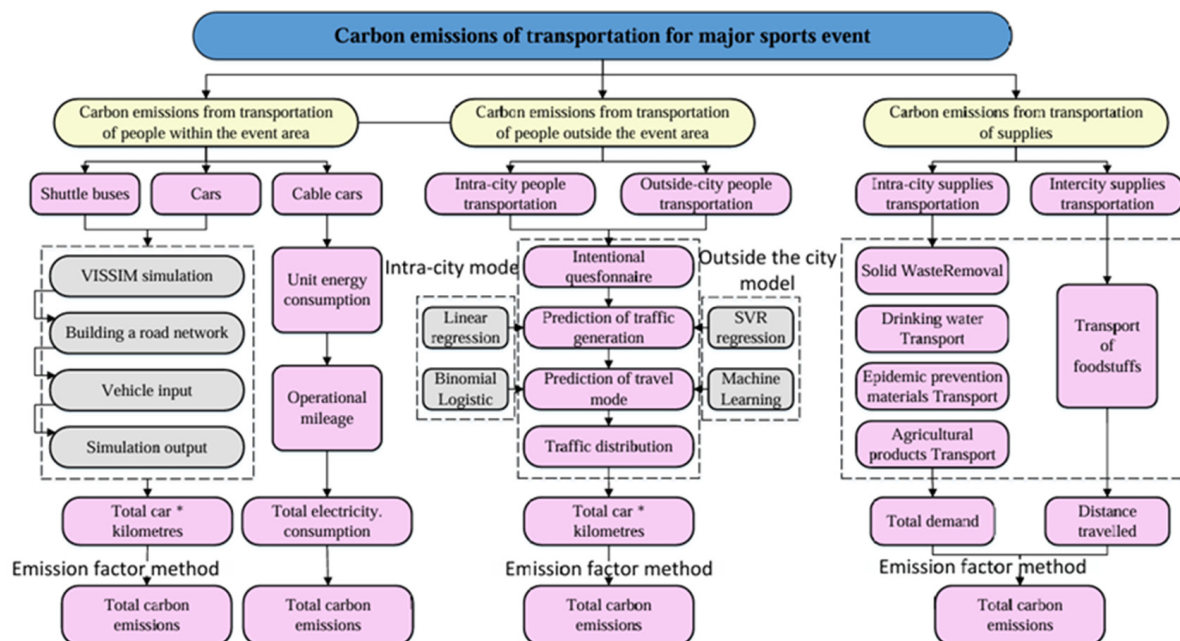 Carbon emissions of transportation for major sports event
Carbon emissions from transportation
of people within the event area
Carbon emissions from transportation
of people outside the event area
Carbon emissions from transportation
of supplies
Shuttle buses
Cars
Cable cars
Intra-city people
transportation
Outside-city people
transportation
Intra-city supplies
transportation
Intercity supplies
transportation
VISSIM simulation
Building a road network
Vehicle input
Simulation output
Unit energy
consumption
Operational
mileage
Intra-city mode
Outside the city
model
Intentional
quesfonnaire
Linear
regression
Prediction of traffic
generation
SVR
regression
Binomial
Logistic
Prediction of travel
mode
Machine
Learning
Traffic distribution
Solid WasteRemoval
Drinking water
Transport
Epidemic prevention
materials Transport
Agricultural
products Transport
Transport
of
foodstuffs
Total car *
kilometres
Total electricity.
consumption
Total car *
kilometres
Total demand
Distance
travelled
Emission factor method
Emission factor method
Emission factor method
Total carbon
emissions
Total carbon
emissions
Total carbon
emissions
Total carbon
emissions